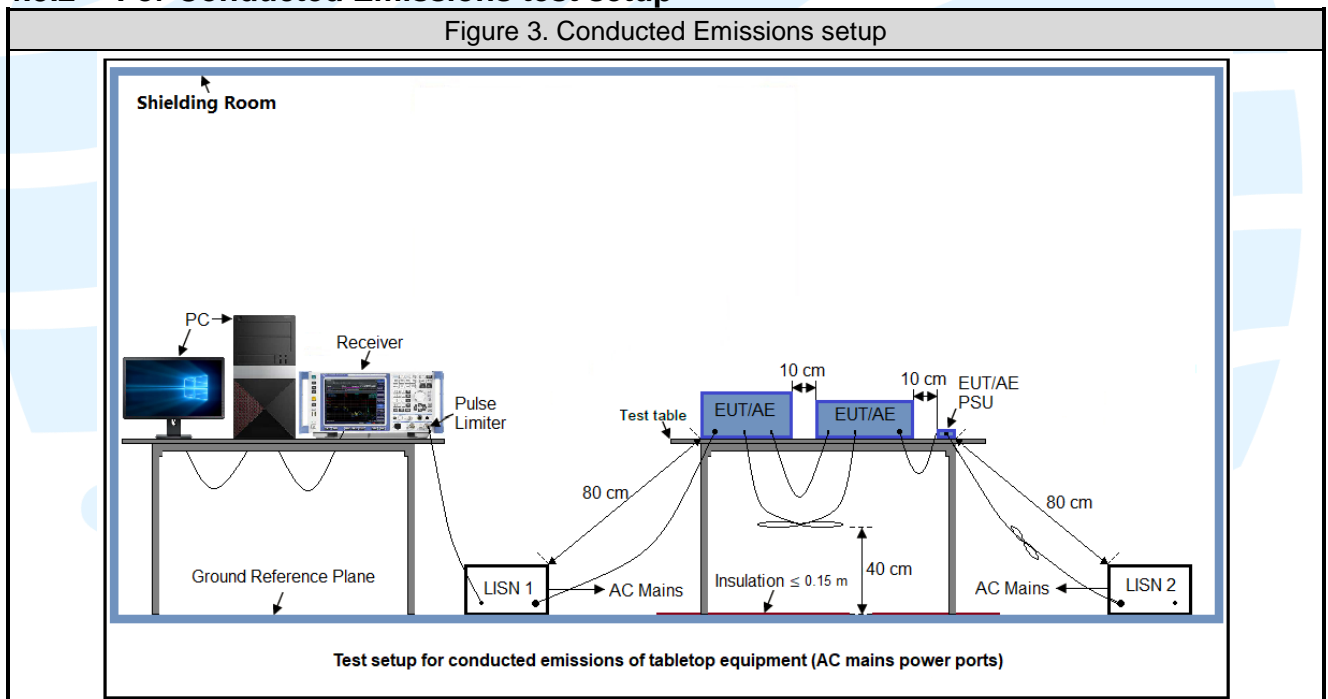 Figure 3. Conducted Emissions setup
Shielding Room
PC
Receiver
Pulse
Limiter
10 cm
10 cm
EUT/AE
PSU
Test table
EUT/AE
EUT/AE
80 cm
80 cm
40 cm
Ground Reference Plane
LISN 1
AC Mains
Insulation ≤ 0.15 m
AC Mains
LISN 2
Test setup for conducted emissions of tabletop equipment (AC mains power ports)